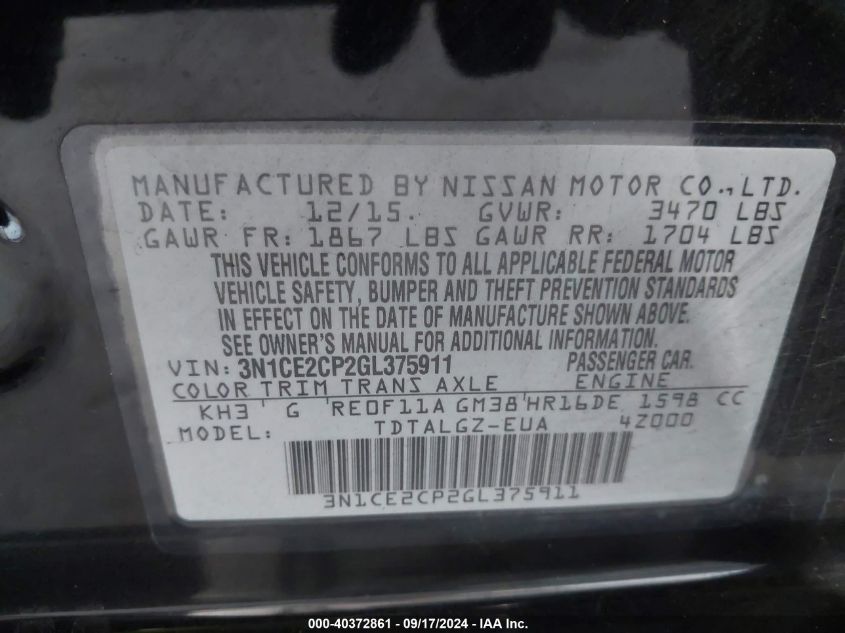 MANUFACTURED BY NISSAN MOTOR CO., LTD.
DATE: 12/15. GVWR: 3470 LBS
GAWR FR: 1867 LBS GAWR RR: 1704 LBS
THIS VEHICLE CONFORMS TO ALL APPLICABLE FEDERAL MOTOR
VEHICLE SAFETY, BUMPER AND THEFT PREVENTION STANDARDS
IN EFFECT ON THE DATE OF MANUFACTURE SHOWN ABOVE.
SEE OWNER'S MANUAL FOR ADDITIONAL INFORMATION.
VIN: 3N1CE2CP2GL375911 PASSENGER CAR.
COLOR TRIM TRANS AXLE ENGINE
KH3 G RE0F11A GM38 HR16DE 1598 CC
MODEL: TDTALGZ-EUA 4Z000
3N1CE2CP2GL375911
000-40372861 - 09/17/2024 - IAA Inc.